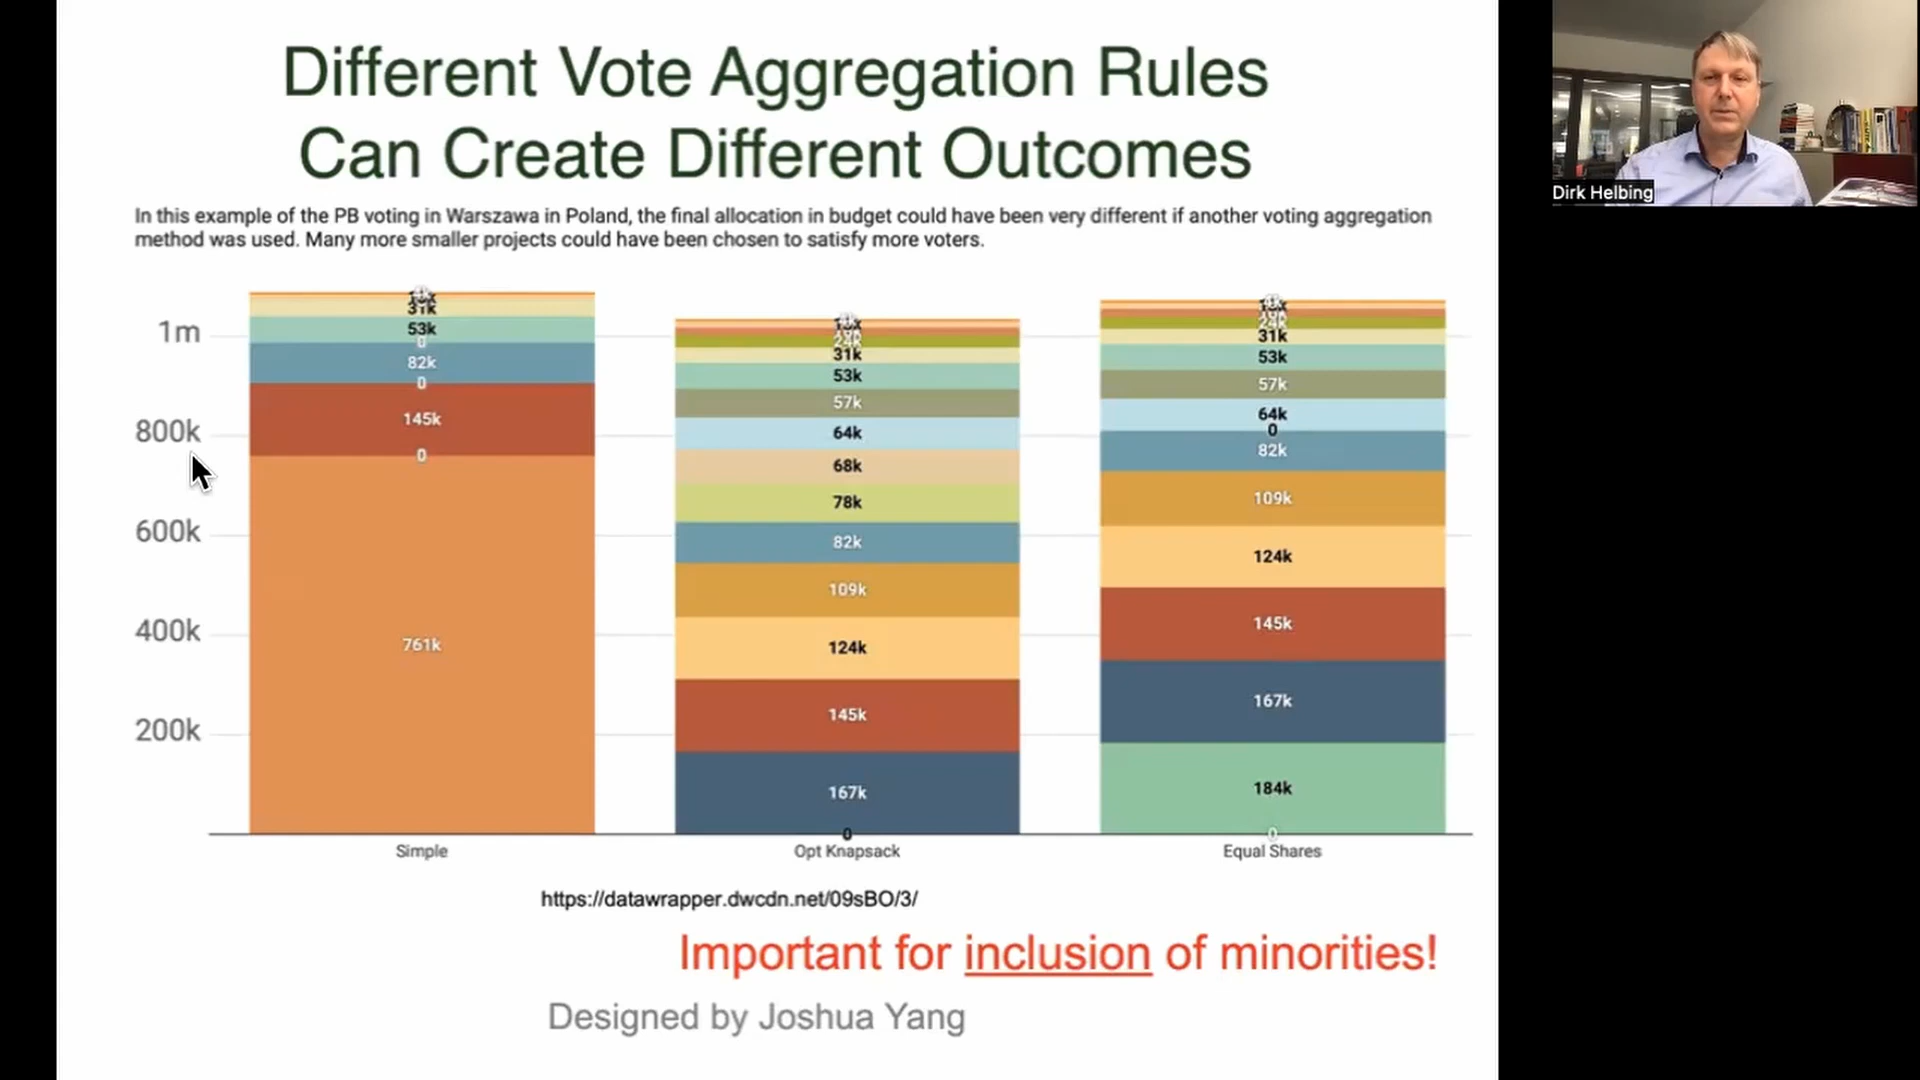 Different Vote Aggregation Rules
Can Create Different Outcomes
Dirk Helbing
In this example of the PB voting in Warszawa in Poland, the final allocation in budget could have been very different if another voting aggregation
method was used. Many more smaller projects could have been chosen to satisfy more voters.
1m
800k
600k
400k
200k
31k
53k
0
82k
0
145k
0
761k
Simple
31k
53k
57k
64k
68k
78k
82k
109k
124k
145k
167k
0
Opt Knapsack
31k
53k
57k
64k
0
82k
109k
124k
145k
167k
184k
0
Equal Shares
https://datawrapper.dwcdn.net/09sBO/3/
Important for inclusion of minorities!
Designed by Joshua Yang